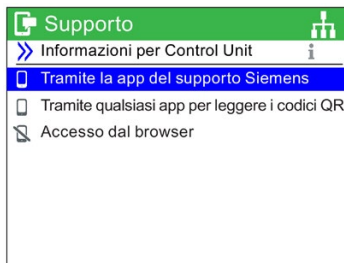 Supporto
Informazioni per Control Unit
Tramite la app del supporto Siemens
Tramite qualsiasi app per leggere i codici QR
Accesso dal browser